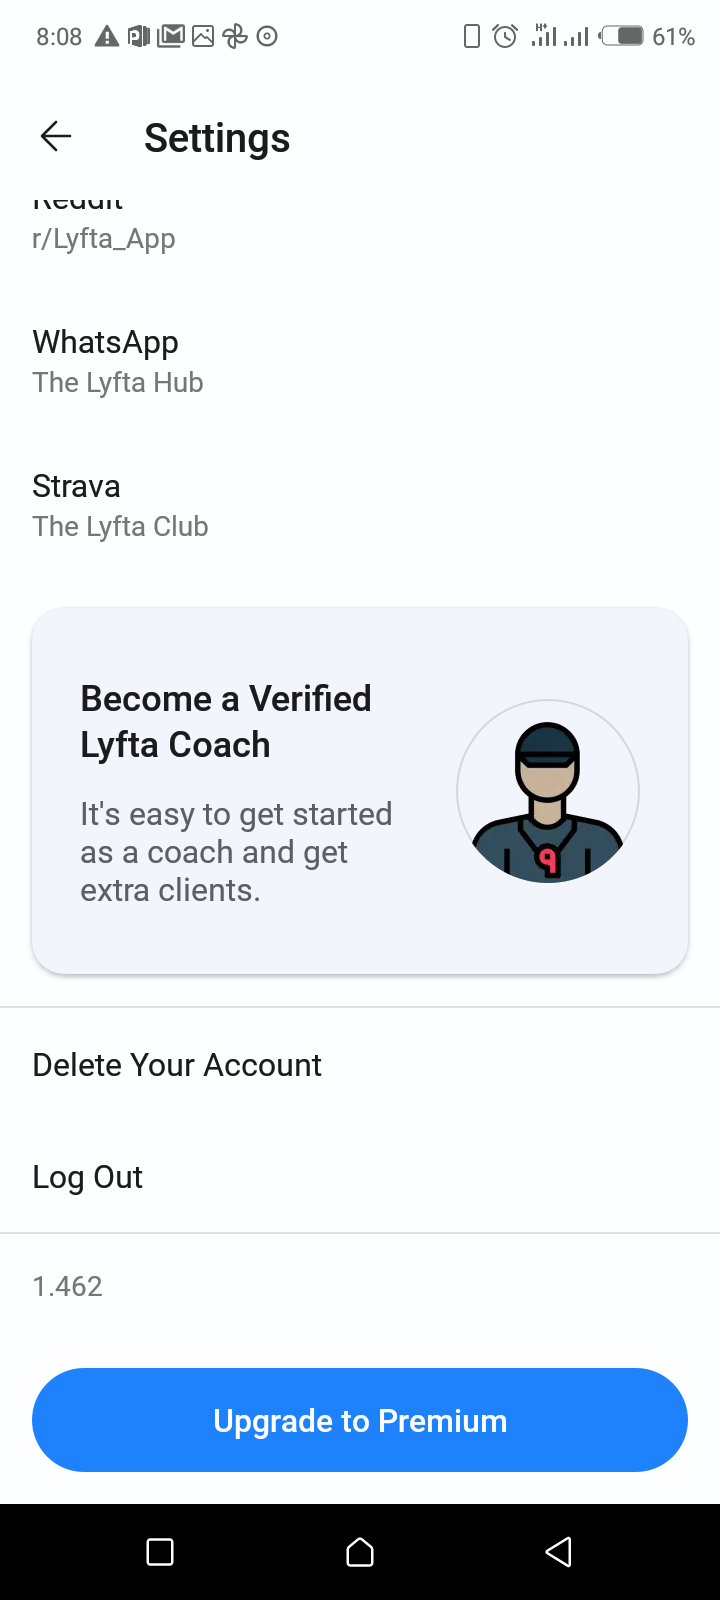 8:08
H+
61%
Settings
Reddit
r/Lyfta_App
WhatsApp
The Lyfta Hub
Strava
The Lyfta Club
Become a Verified
Lyfta Coach
It's easy to get started
as a coach and get
extra clients.
Delete Your Account
Log Out
1.462
Upgrade to Premium